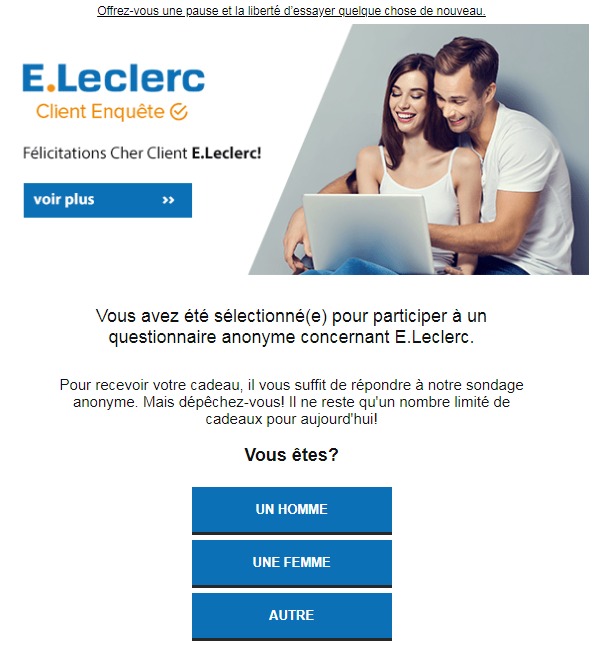 Offrez-vous une pause et la liberté d'essayer quelque chose de nouveau.
E.Leclerc
Client Enquête
Félicitations Cher Client E.Leclerc!
voir plus >>
Vous avez été sélectionné(e) pour participer à un
questionnaire anonyme concernant E.Leclerc.
Pour recevoir votre cadeau, il vous suffit de répondre à notre sondage
anonyme. Mais dépêchez-vous! Il ne reste qu'un nombre limité de
cadeaux pour aujourd'hui!
Vous êtes?
UN HOMME
UNE FEMME
AUTRE